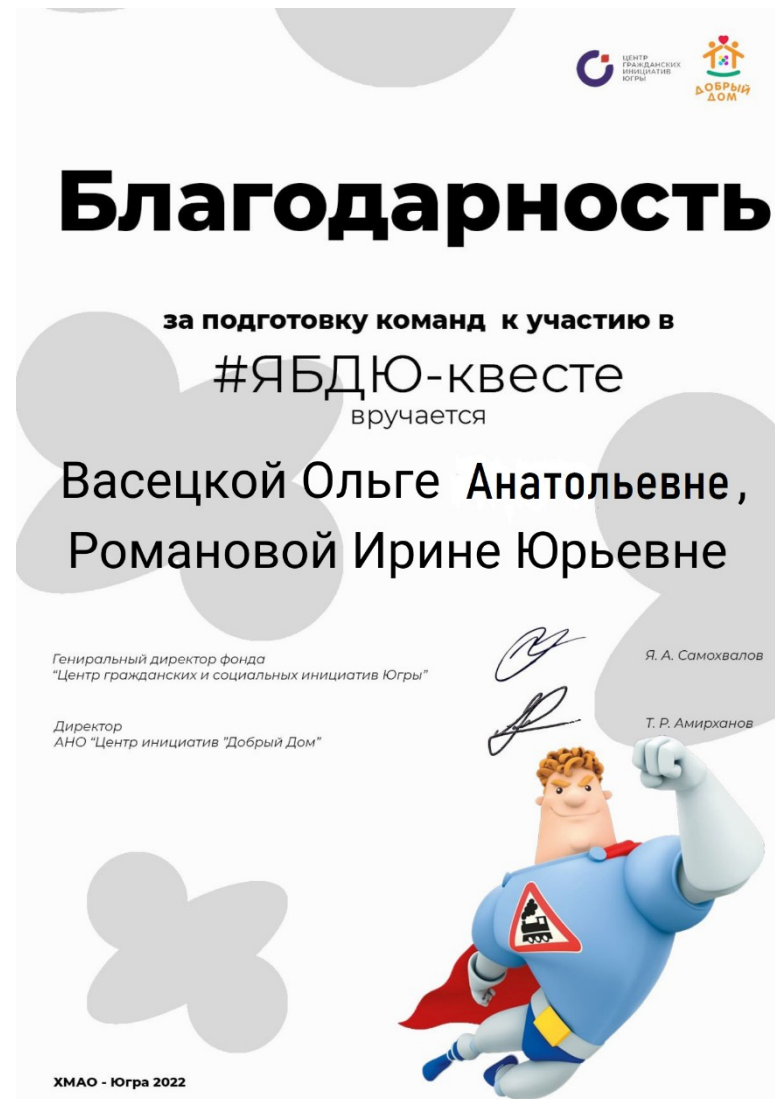 ЦЕНТР
ГРАЖДАНСКИХ
ИНИЦИАТИВ
ЮГРЫ
ДОБРЫЙ
ДОМ
Благодарность
за подготовку команд к участию в
#ЯБДЮ-квесте
вручается
Васецкой Ольге Анатольевне,
Романовой Ирине Юрьевне
Гениральный директор фонда
“Центр гражданских и социальных инициатив Югры”
Я. А. Самохвалов
Директор
АНО “Центр инициатив "Добрый Дом"
Т. Р. Амирханов
ХМАО - Югра 2022